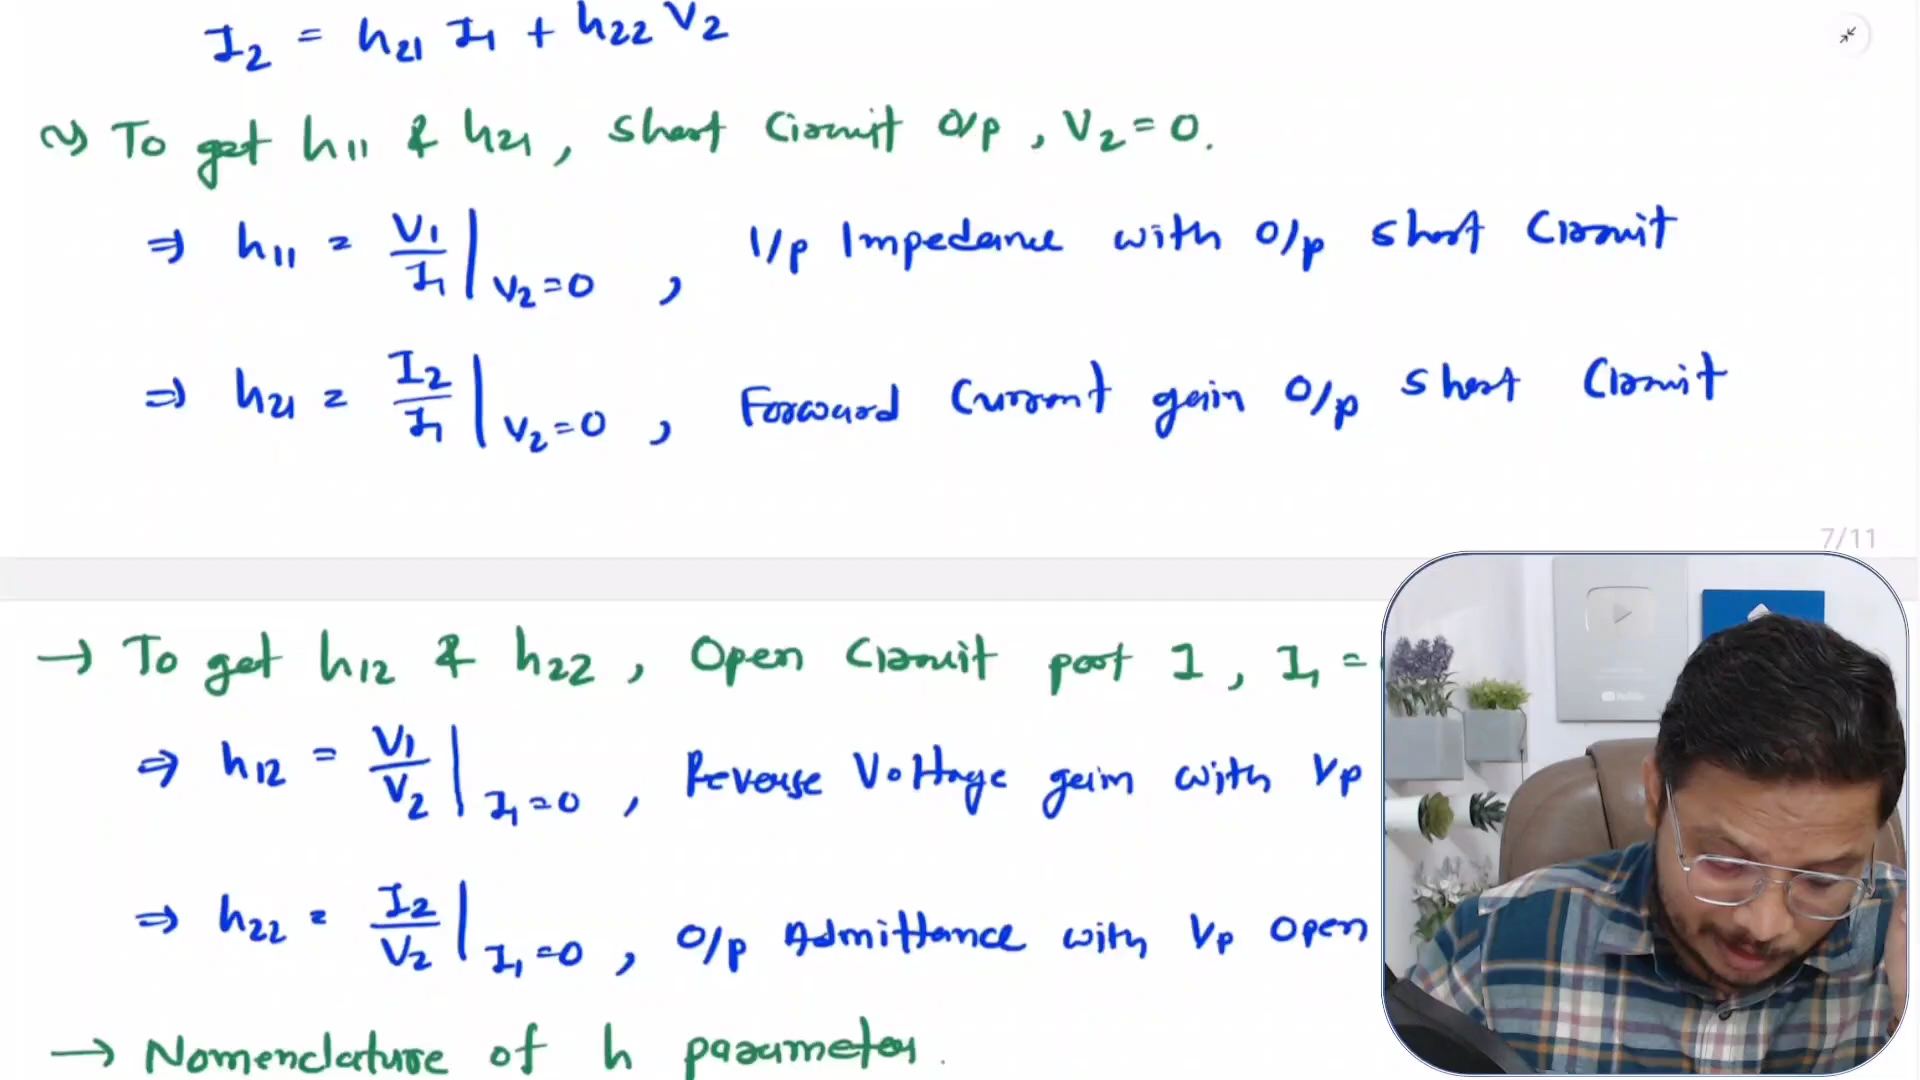 I2 = h21 I1 + h22 V2
~) To get h11 & h21, Short Circuit O/p, V2 = 0.
⇒ h11 = V1/I1 | V2=0 , I/p Impedance with O/p Short Circuit
⇒ h21 = I2/I1 | V2=0 , Forward Current gain O/p Short Circuit
7/11
→ To get h12 & h22, Open Circuit port 1, I1 =
⇒ h12 = V1/V2 | I1=0 , Reverse Voltage gain with I/p
⇒ h22 = I2/V2 | I1=0 , O/p Admittance with I/p Open
→ Nomenclature of h parameter.
YouTube